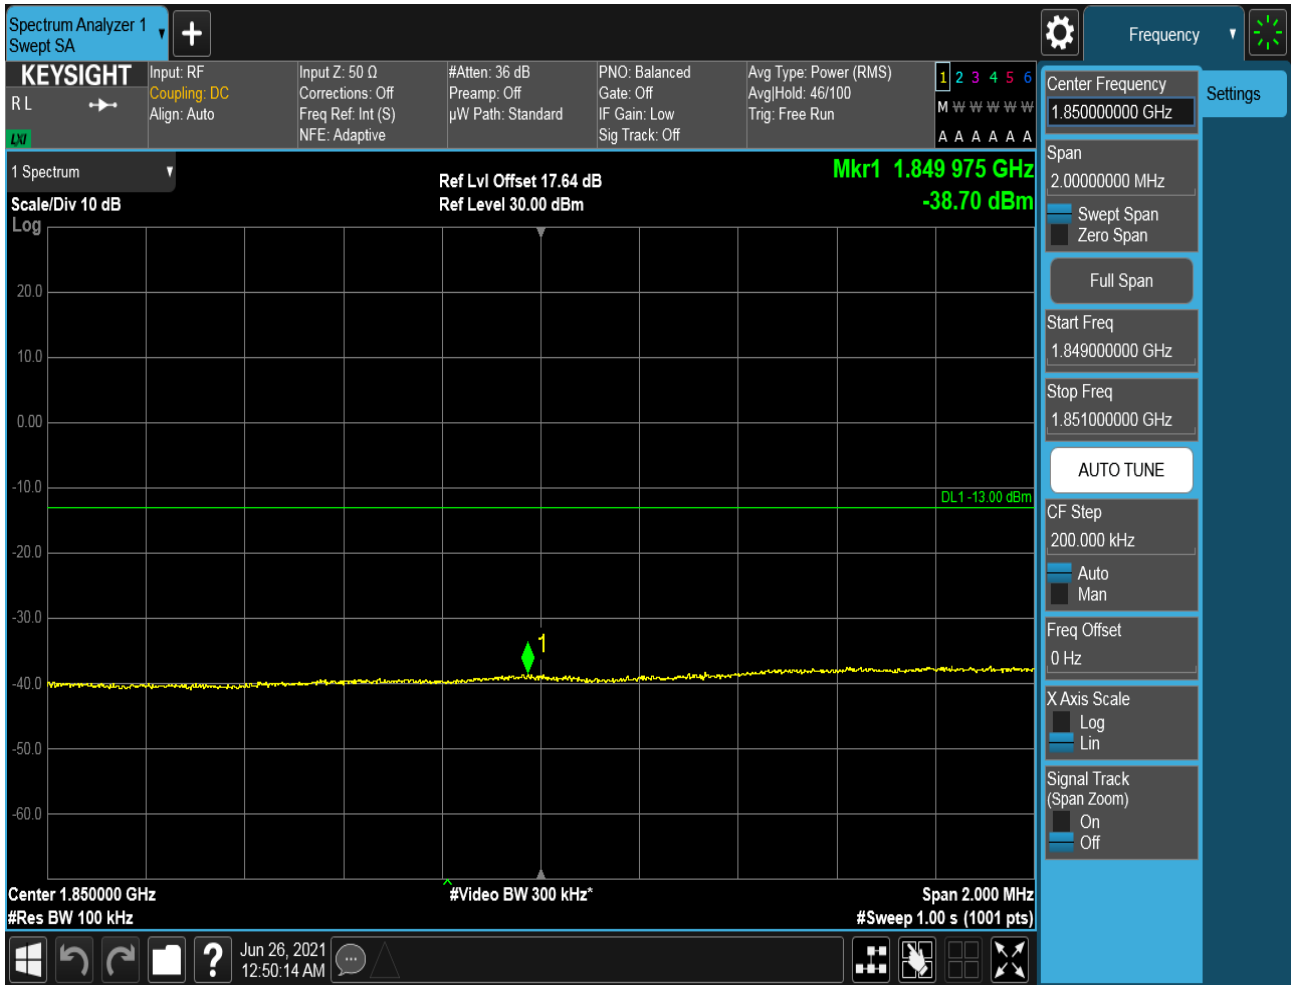 Spectrum Analyzer 1
Swept SA
Frequency
KEYSIGHT
R L
LXI
Input: RF
Coupling: DC
Align: Auto
Input Z: 50 Ω
Corrections: Off
Freq Ref: Int (S)
NFE: Adaptive
#Atten: 36 dB
Preamp: Off
µW Path: Standard
PNO: Balanced
Gate: Off
IF Gain: Low
Sig Track: Off
Avg Type: Power (RMS)
Avg|Hold: 46/100
Trig: Free Run
1 2 3 4 5 6
M W W W W W
A A A A A A
1 Spectrum
Scale/Div 10 dB
Log
Ref Lvl Offset 17.64 dB
Ref Level 30.00 dBm
Mkr1 1.849 975 GHz
-38.70 dBm
20.0
10.0
0.00
-10.0
DL1 -13.00 dBm
-20.0
-30.0
1
-40.0
-50.0
-60.0
Center 1.850000 GHz
#Video BW 300 kHz*
Span 2.000 MHz
#Res BW 100 kHz
#Sweep 1.00 s (1001 pts)
?
Jun 26, 2021
12:50:14 AM
Center Frequency
1.850000000 GHz
Settings
Span
2.00000000 MHz
Swept Span
Zero Span
Full Span
Start Freq
1.849000000 GHz
Stop Freq
1.851000000 GHz
AUTO TUNE
CF Step
200.000 kHz
Auto
Man
Freq Offset
0 Hz
X Axis Scale
Log
Lin
Signal Track
(Span Zoom)
On
Off